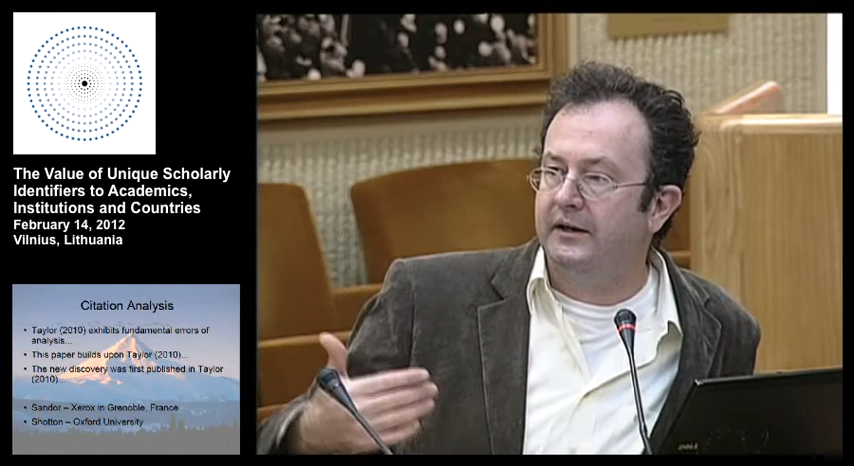 The Value of Unique Scholarly
Identifiers to Academics,
Institutions and Countries
February 14, 2012
Vilnius, Lithuania
Citation Analysis
• Taylor (2010) exhibits fundamental errors of
analysis...
• This paper builds upon Taylor (2010)...
• The new discovery was first published in Taylor
(2010)...
• Sandor – Xerox in Grenoble, France
• Shotton – Oxford University